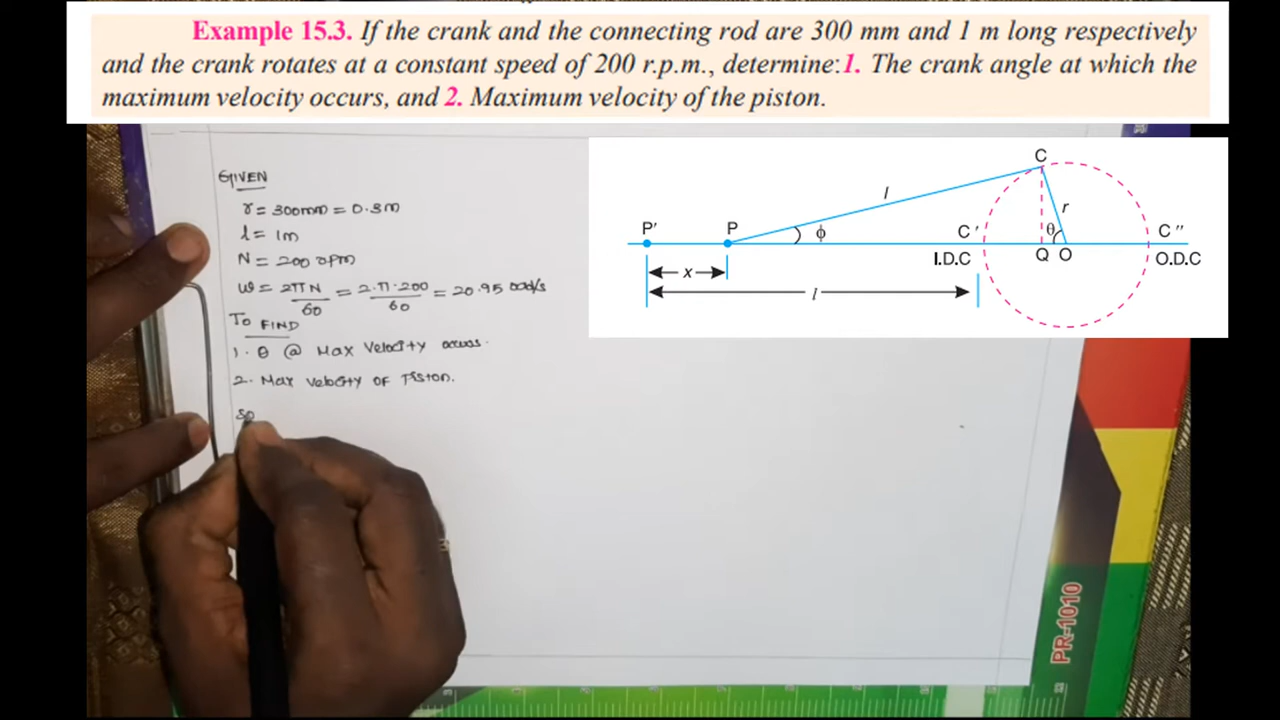 Example 15.3. If the crank and the connecting rod are 300 mm and 1 m long respectively
and the crank rotates at a constant speed of 200 r.p.m., determine:1. The crank angle at which the
maximum velocity occurs, and 2. Maximum velocity of the piston.
GIVEN
r = 300mm = 0.3m
l = 1m
N = 200 rpm
ω = 2πN/60 = 2.π.200/60 = 20.95 rad/s
To FIND
1. θ @ Max Velocity occurs.
2. Max Velocity OF Piston.
so
C
l
r
P'
P
ϕ
C'
θ
C"
I.D.C
Q O
O.D.C
x
l
PR-1010